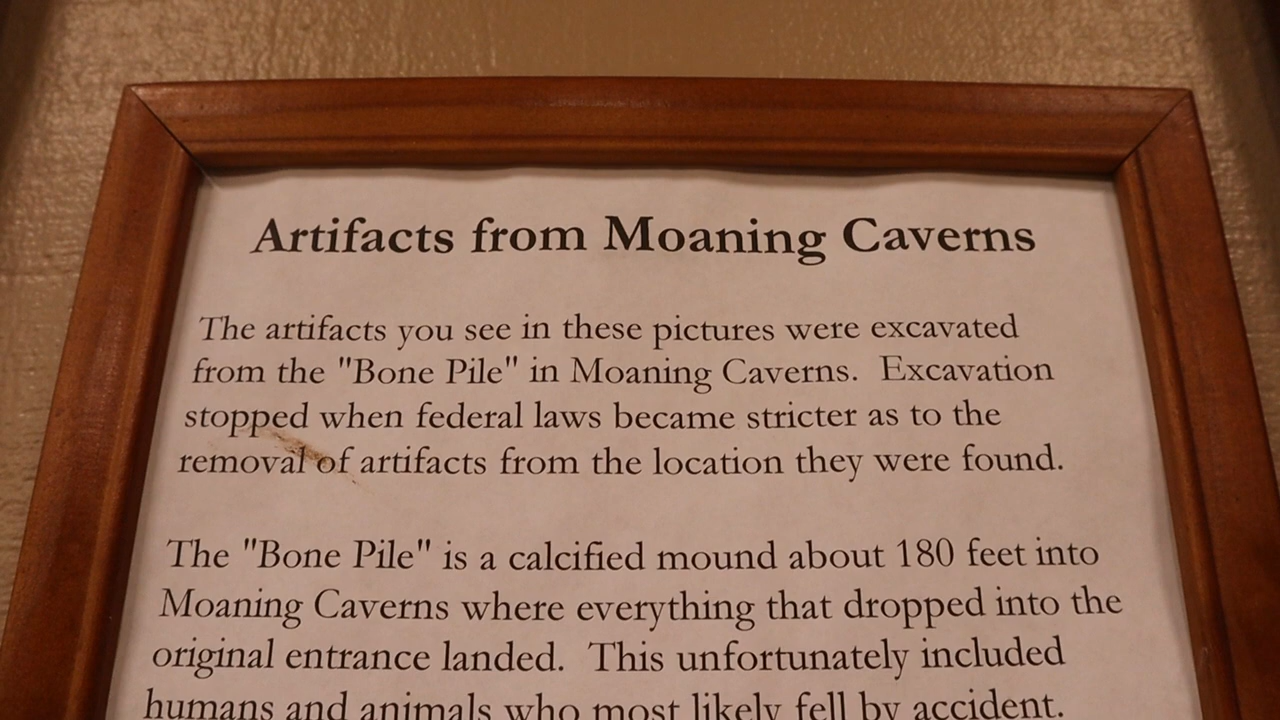 Artifacts from Moaning Caverns
The artifacts you see in these pictures were excavated
from the "Bone Pile" in Moaning Caverns. Excavation
stopped when federal laws became stricter as to the
removal of artifacts from the location they were found.
The "Bone Pile" is a calcified mound about 180 feet into
Moaning Caverns where everything that dropped into the
original entrance landed. This unfortunately included
humans and animals who most likely fell by accident.